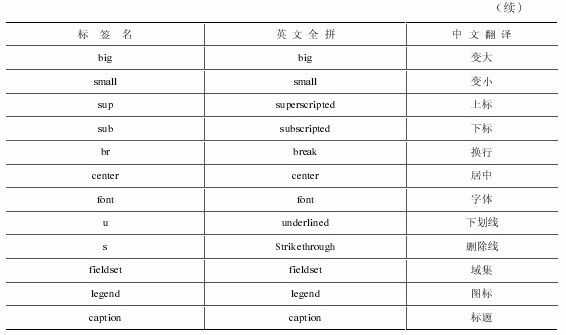 （续）
标 签 名 英 文 全 拼 中 文 翻 译
big big 变大
small small 变小
sup superscripted 上标
sub subscripted 下标
br break 换行
center center 居中
font font 字体
u underlined 下划线
s Strikethrough 删除线
fieldset fieldset 域集
legend legend 图标
caption caption 标题